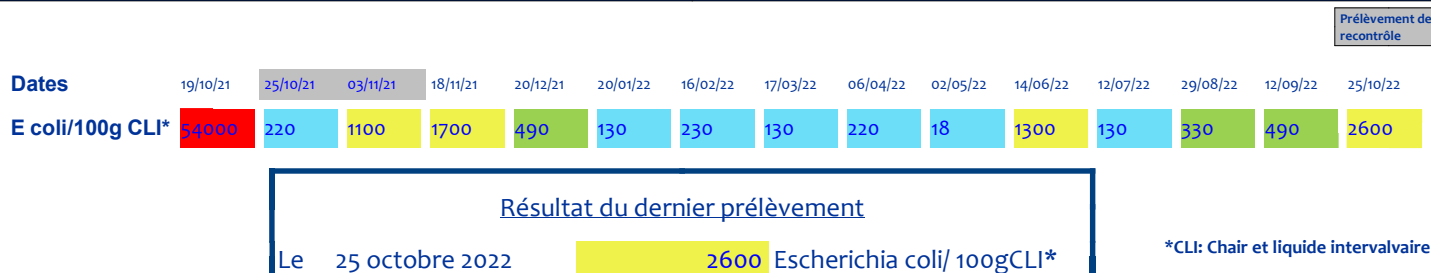 Prélèvement de
recontrôle
Dates 19/10/21 25/10/21 03/11/21 18/11/21 20/12/21 20/01/22 16/02/22 17/03/22 06/04/22 02/05/22 14/06/22 12/07/22 29/08/22 12/09/22 25/10/22
E coli/100g CLI* 54000 220 1100 1700 490 130 230 130 220 18 1300 130 330 490 2600
Résultat du dernier prélèvement
Le 25 octobre 2022 2600 Escherichia coli/ 100gCLI*
*CLI: Chair et liquide intervalvaire